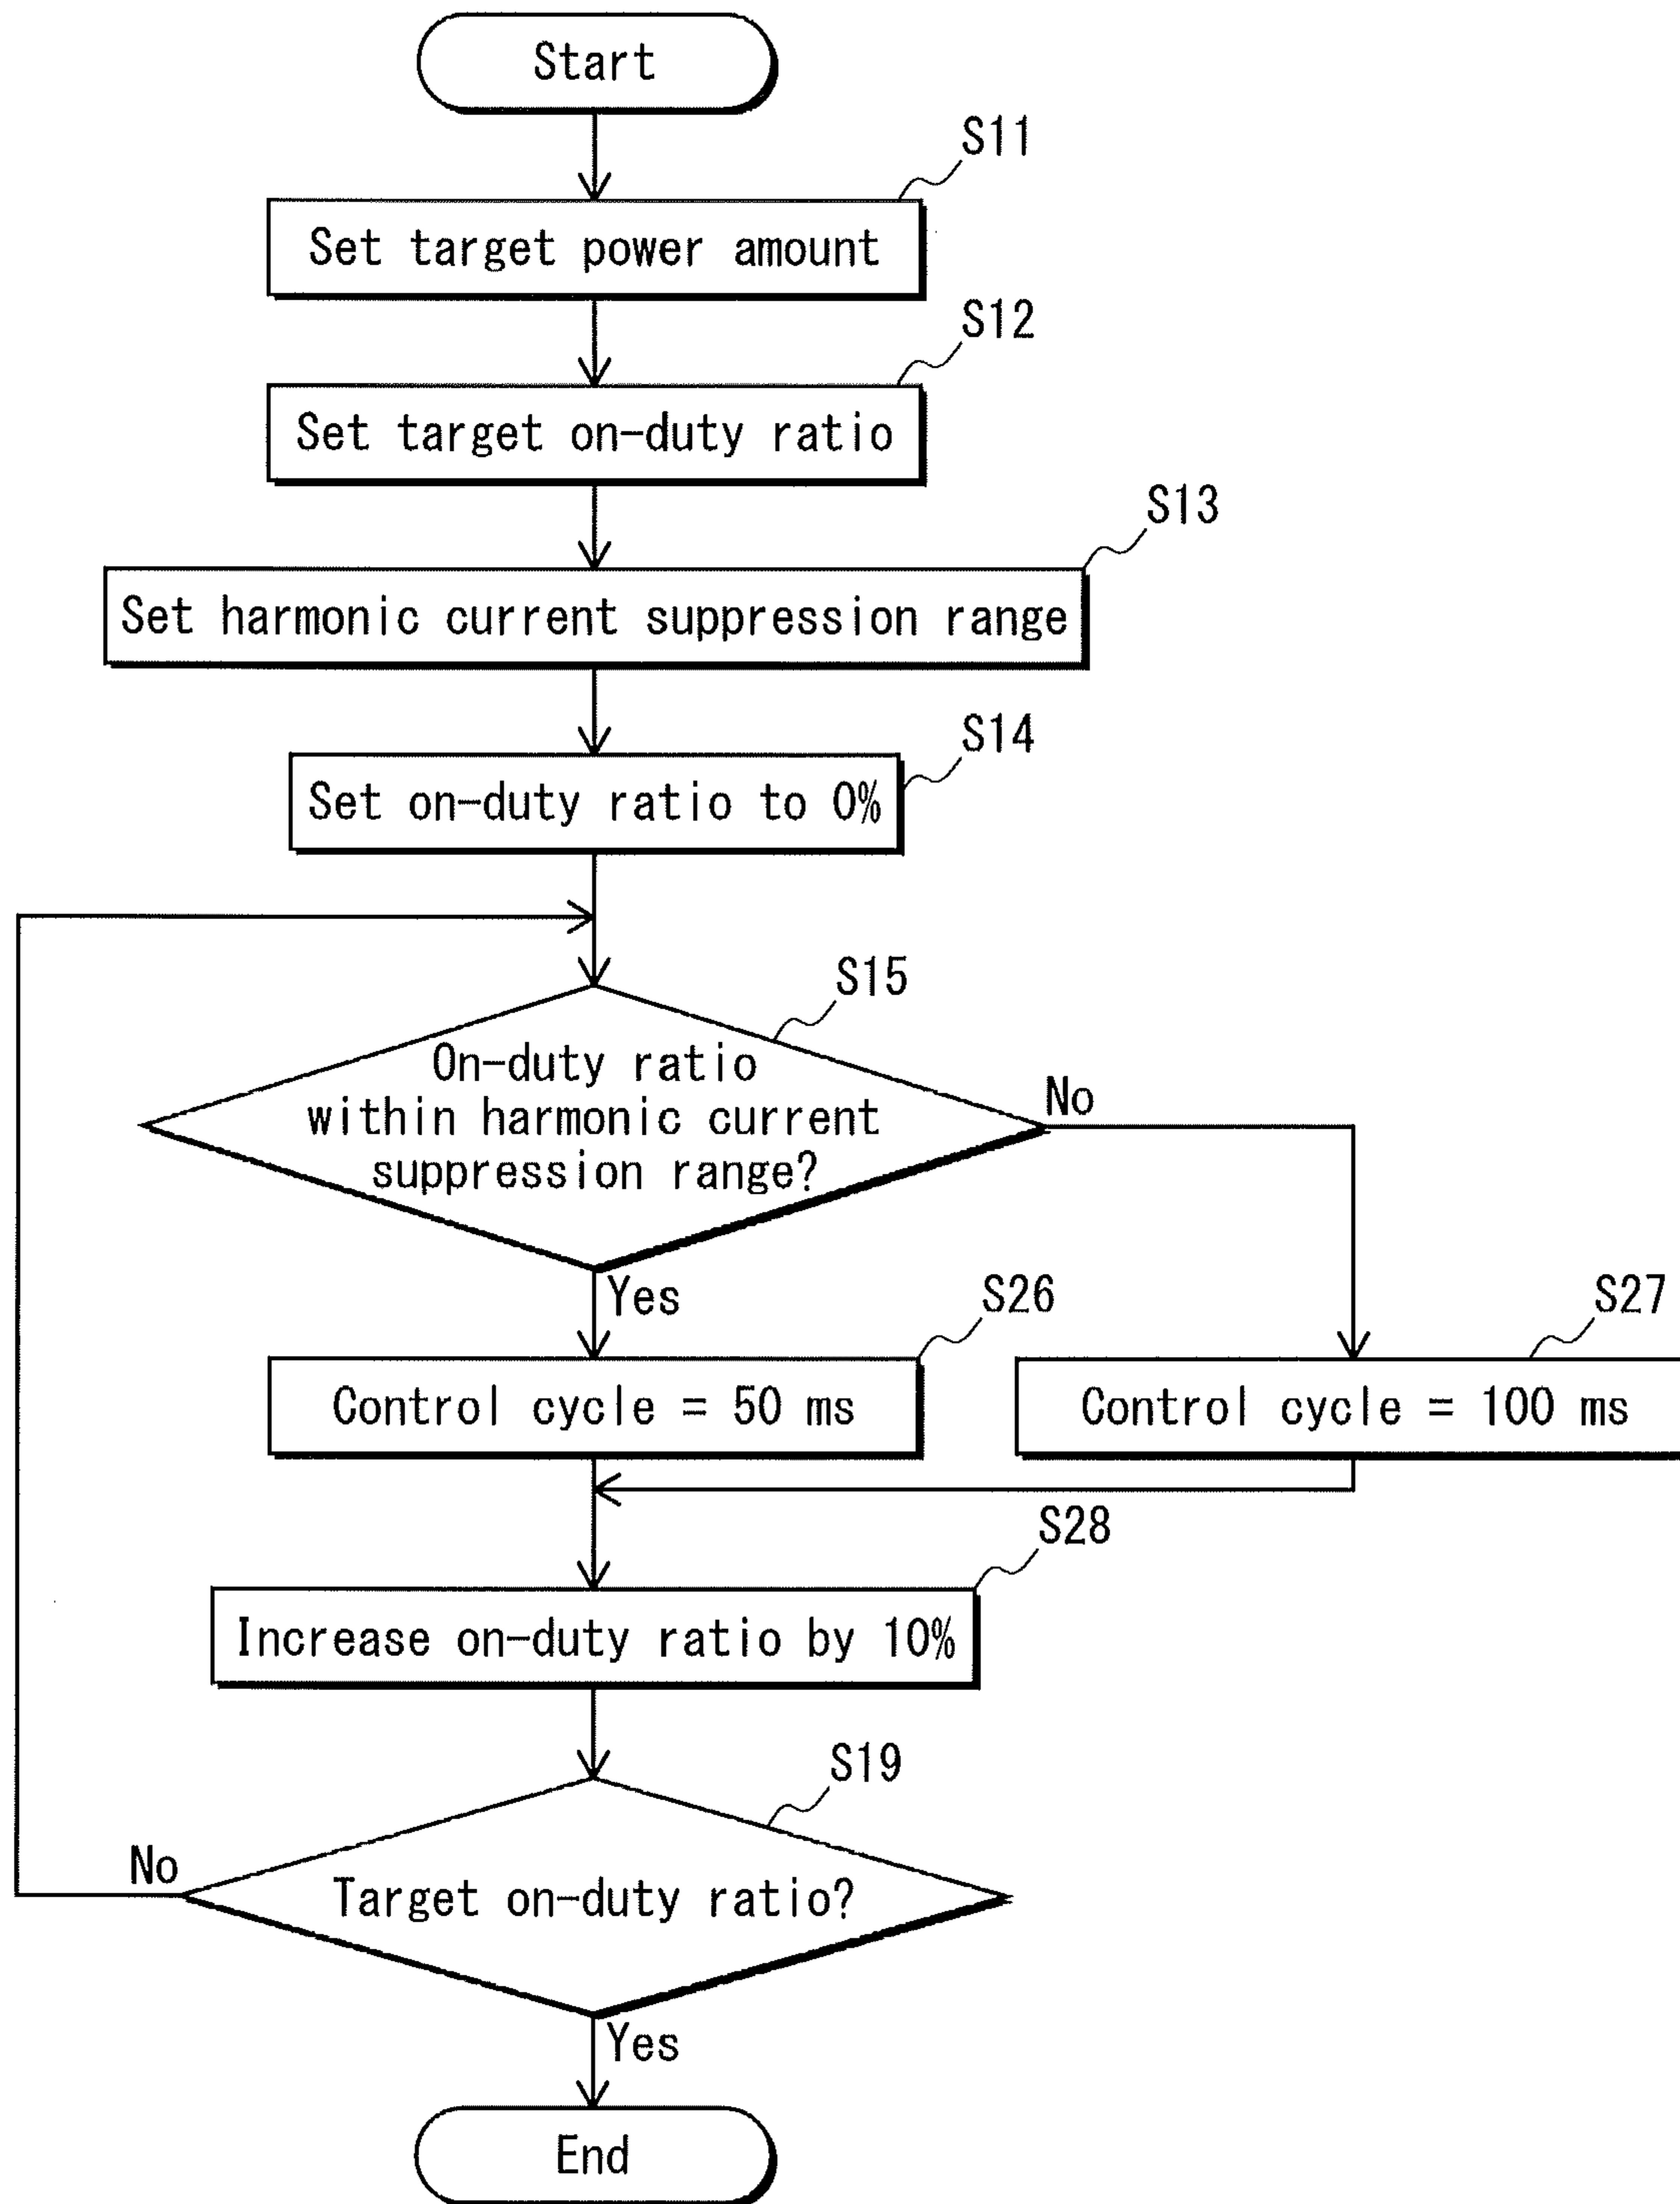 Start
S11
Set target power amount
S12
Set target on-duty ratio
S13
Set harmonic current suppression range
S14
Set on-duty ratio to 0%
S15
On-duty ratio
within harmonic current
suppression range?
No
Yes
S26
Control cycle = 50 ms
S27
Control cycle = 100 ms
S28
Increase on-duty ratio by 10%
S19
Target on-duty ratio?
No
Yes
End